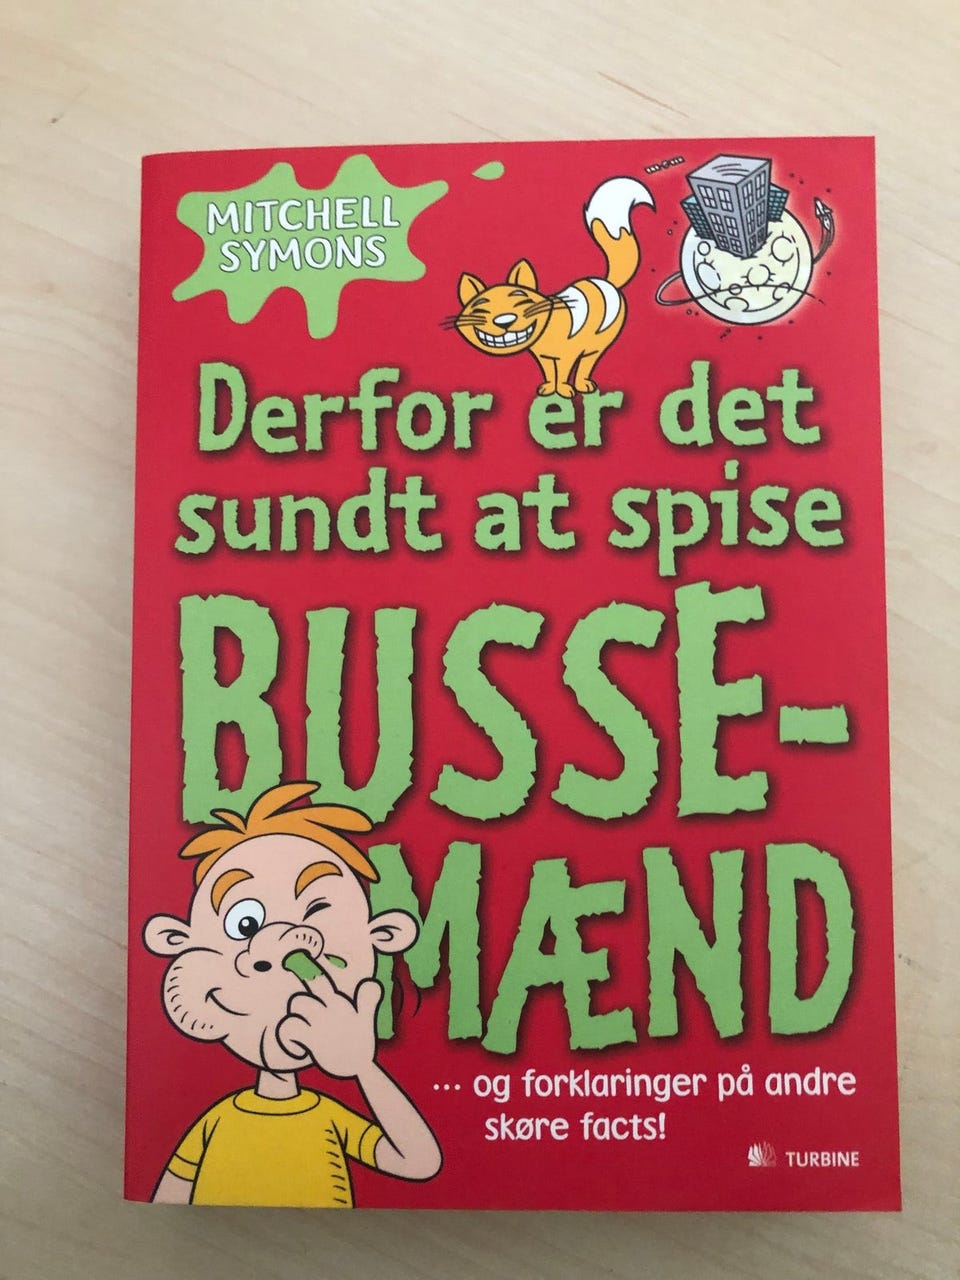 MITCHELL
SYMONS
Derfor er det
sundt at spise
BUSSE-
MÆND
... og forklaringer på andre
skøre facts!
TURBINE